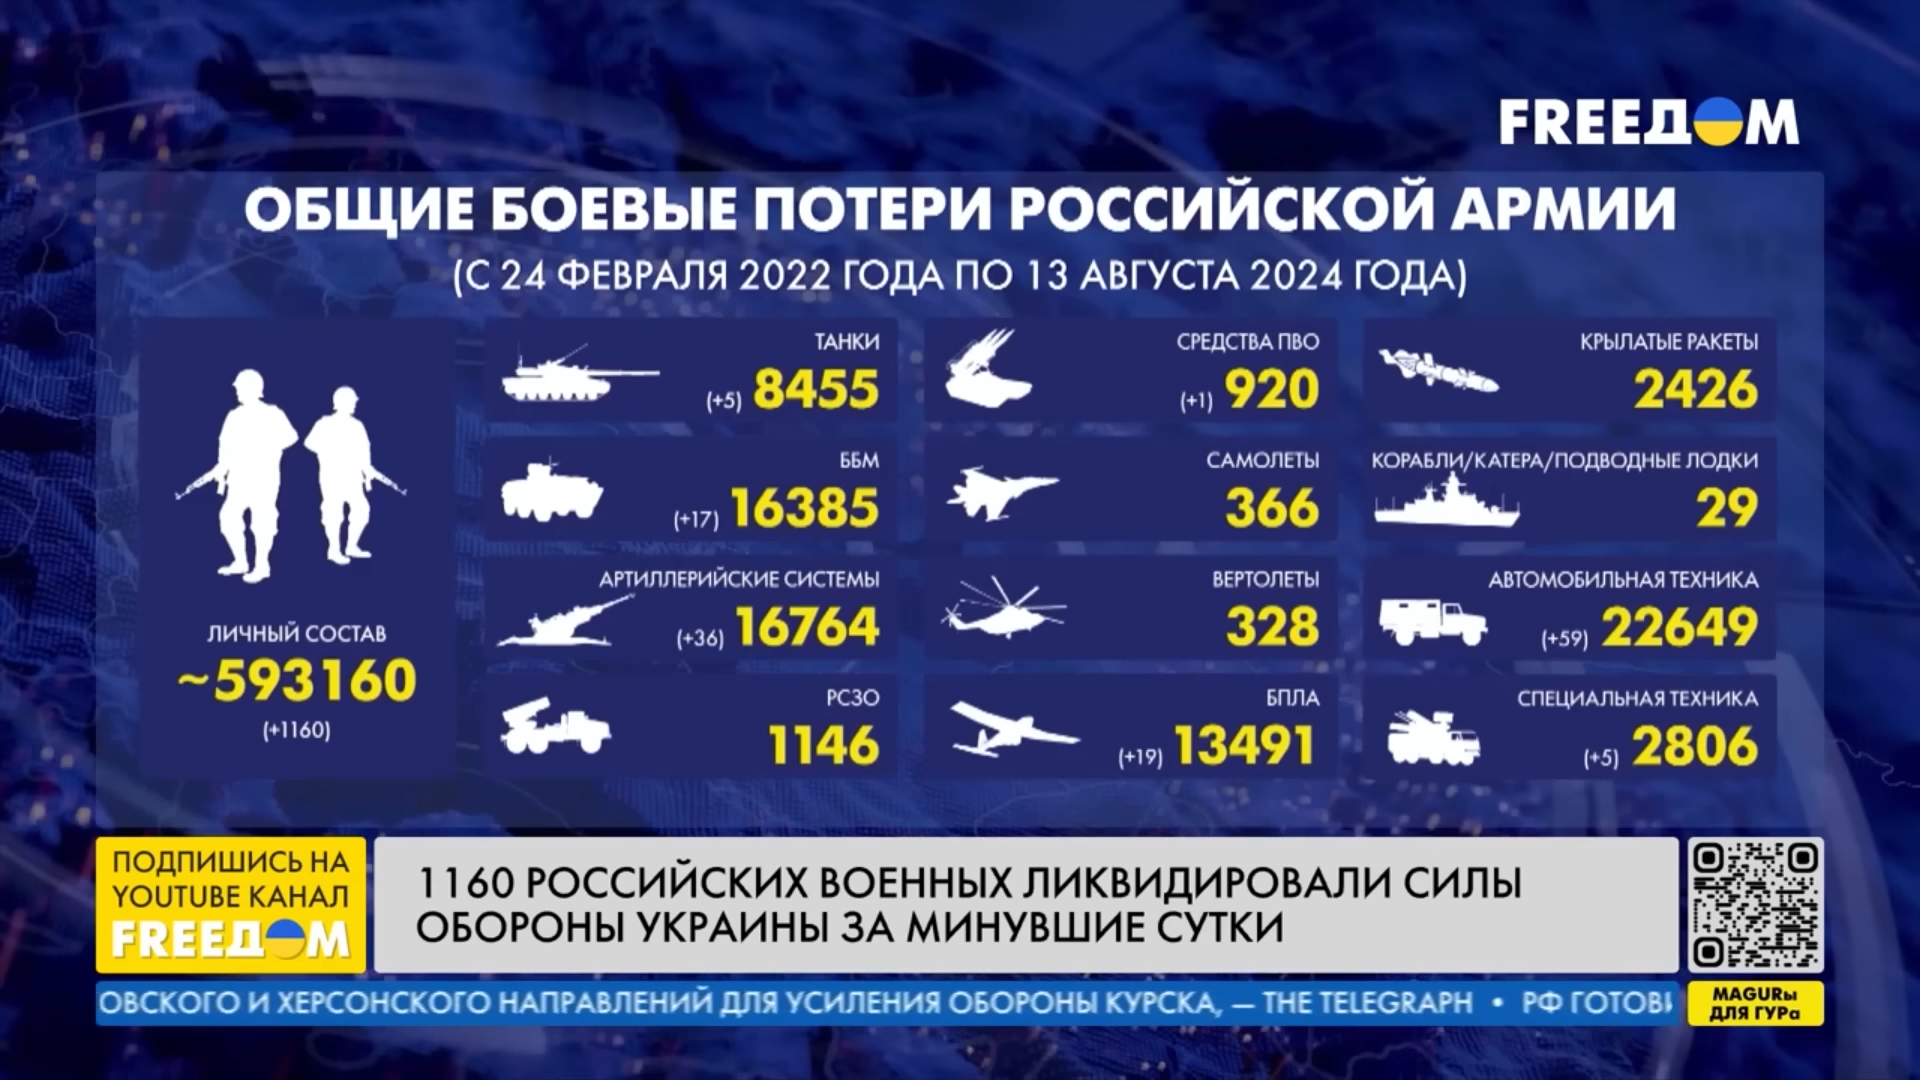 FREEДOM
ОБЩИЕ БОЕВЫЕ ПОТЕРИ РОССИЙСКОЙ АРМИИ
(С 24 ФЕВРАЛЯ 2022 ГОДА ПО 13 АВГУСТА 2024 ГОДА)
ЛИЧНЫЙ СОСТАВ
~593160
(+1160)
ТАНКИ
(+5) 8455
ББМ
(+17) 16385
АРТИЛЛЕРИЙСКИЕ СИСТЕМЫ
(+36) 16764
РСЗО
1146
СРЕДСТВА ПВО
(+1) 920
САМОЛЕТЫ
366
ВЕРТОЛЕТЫ
328
БПЛА
(+19) 13491
КРЫЛАТЫЕ РАКЕТЫ
2426
КОРАБЛИ/КАТЕРА/ПОДВОДНЫЕ ЛОДКИ
29
АВТОМОБИЛЬНАЯ ТЕХНИКА
(+59) 22649
СПЕЦИАЛЬНАЯ ТЕХНИКА
(+5) 2806
ПОДПИШИСЬ НА
YOUTUBE КАНАЛ
FREEДOM
1160 РОССИЙСКИХ ВОЕННЫХ ЛИКВИДИРОВАЛИ СИЛЫ
ОБОРОНЫ УКРАИНЫ ЗА МИНУВШИЕ СУТКИ
ОВСКОГО И ХЕРСОНСКОГО НАПРАВЛЕНИЙ ДЛЯ УСИЛЕНИЯ ОБОРОНЫ КУРСКА, — THE TELEGRAPH • РФ ГОТОВИ
MAGURы
ДЛЯ ГУРа